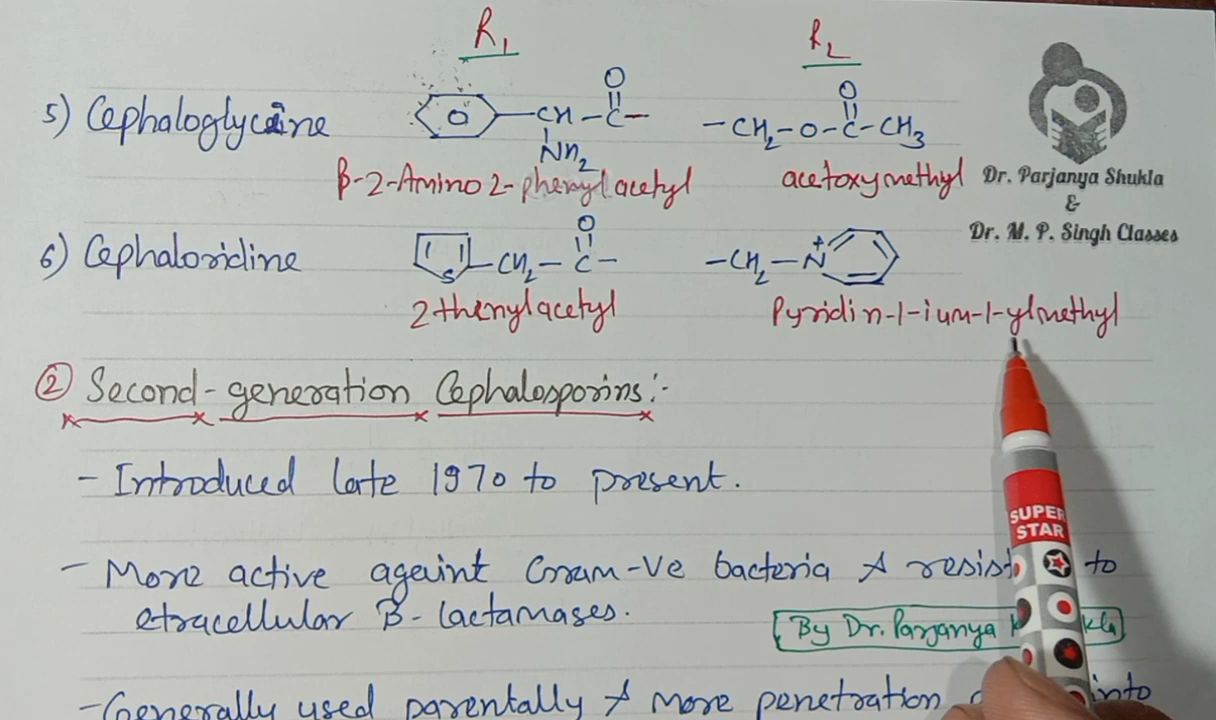 R1 R2
5) Cephaloglycine -CH-C- O -CH2-O-C-CH3 O
NH2
β-2-Amino 2-phenyl acetyl acetoxymethyl
6) Cephaloridine S -CH2-C- O -CH2-N+
2 thenylacetyl Pyridin-1-ium-1-ylmethyl
Dr. Parjanya Shukla
&
Dr. M. P. Singh Classes
② Second-generation Cephalosporins:-
- Introduced late 1970 to present.
- More active againt Gram -Ve bacteria & resist to
etracellular β-lactamases.
By Dr. Parjanya
- Generally used parentally & more penetration into
SUPER
STAR